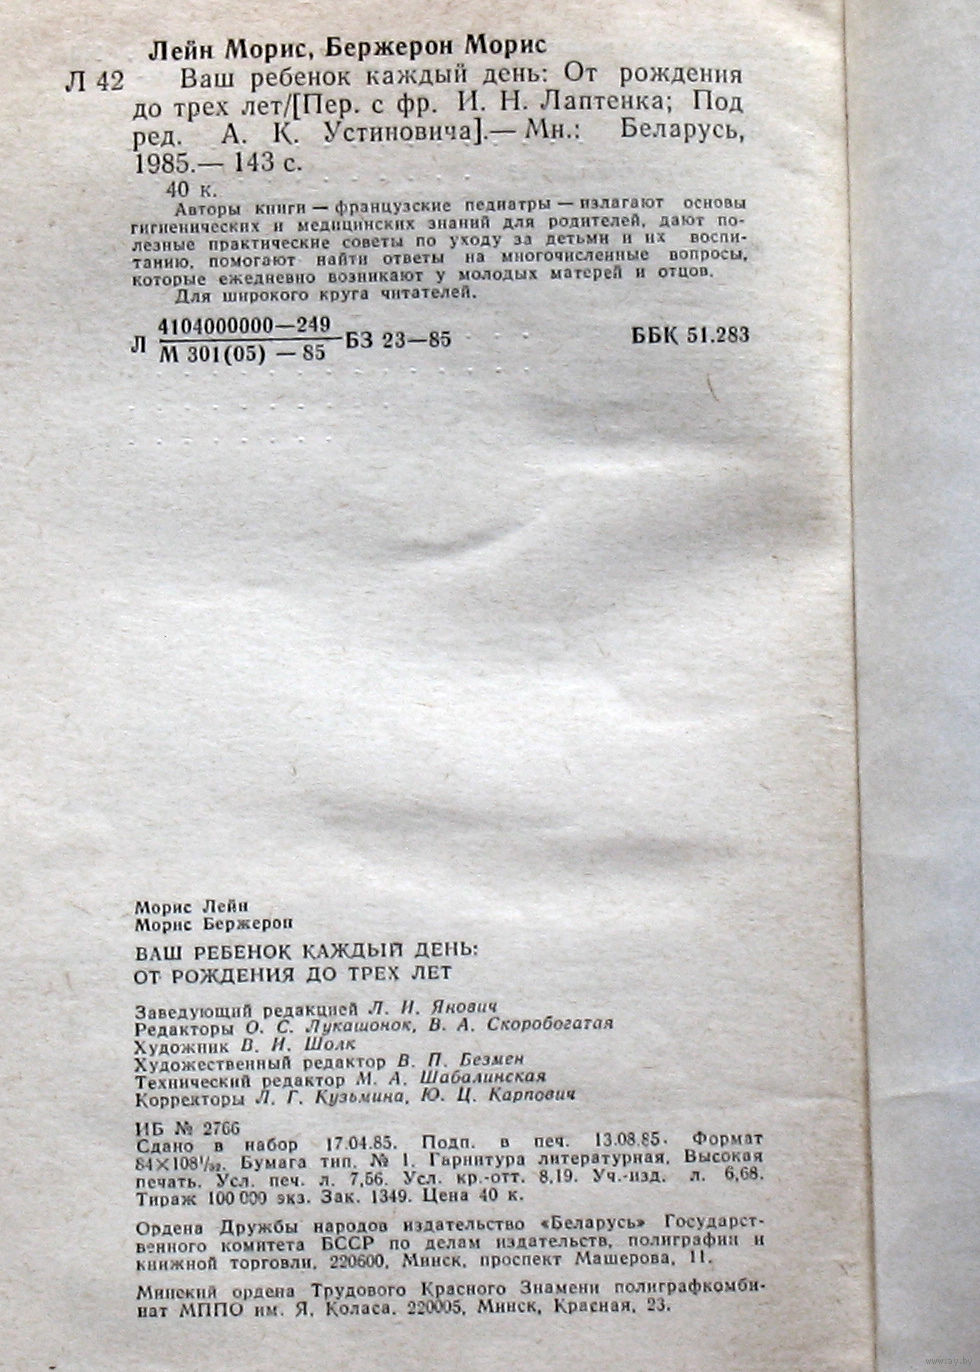 Лейн Морис, Бержерон Морис
Л 42 Ваш ребенок каждый день: От рождения
до трех лет/[Пер. с фр. И. Н. Лаптенка; Под
ред. А. К. Устиновича].— Мн.: Беларусь,
1985.— 143 с.
40 к.
Авторы книги — французские педиатры — излагают основы
гигиенических и медицинских знаний для родителей, дают по-
лезные практические советы по уходу за детьми и их воспи-
танию, помогают найти ответы на многочисленные вопросы,
которые ежедневно возникают у молодых матерей и отцов.
Для широкого круга читателей.
4104000000—249
Л БЗ 23—85 ББК 51.283
М 301(05) — 85
Морис Лейн
Морис Бержерон
ВАШ РЕБЕНОК КАЖДЫЙ ДЕНЬ:
ОТ РОЖДЕНИЯ ДО ТРЕХ ЛЕТ
Заведующий редакцией Л. И. Янович
Редакторы О. С. Лукашонок, В. А. Скоробогатая
Художник В. И. Шолк
Художественный редактор В. П. Безмен
Технический редактор М. А. Шабалинская
Корректоры Л. Г. Кузьмина, Ю. Ц. Карпович
ИБ № 2766
Сдано в набор 17.04.85. Подп. в печ. 13.08.85. Формат
84×108¹/₃₂. Бумага тип. № 1. Гарнитура литературная. Высокая
печать. Усл. печ. л. 7,56. Усл. кр.-отт. 8,19. Уч.-изд. л. 6,68.
Тираж 100 000 экз. Зак. 1349. Цена 40 к.
Ордена Дружбы народов издательство «Беларусь» Государст-
венного комитета БССР по делам издательств, полиграфии и
книжной торговли. 220600, Минск, проспект Машерова, 11.
Минский ордена Трудового Красного Знамени полиграфкомби-
нат МППО им. Я. Коласа. 220005, Минск, Красная, 23.
www.ay.by